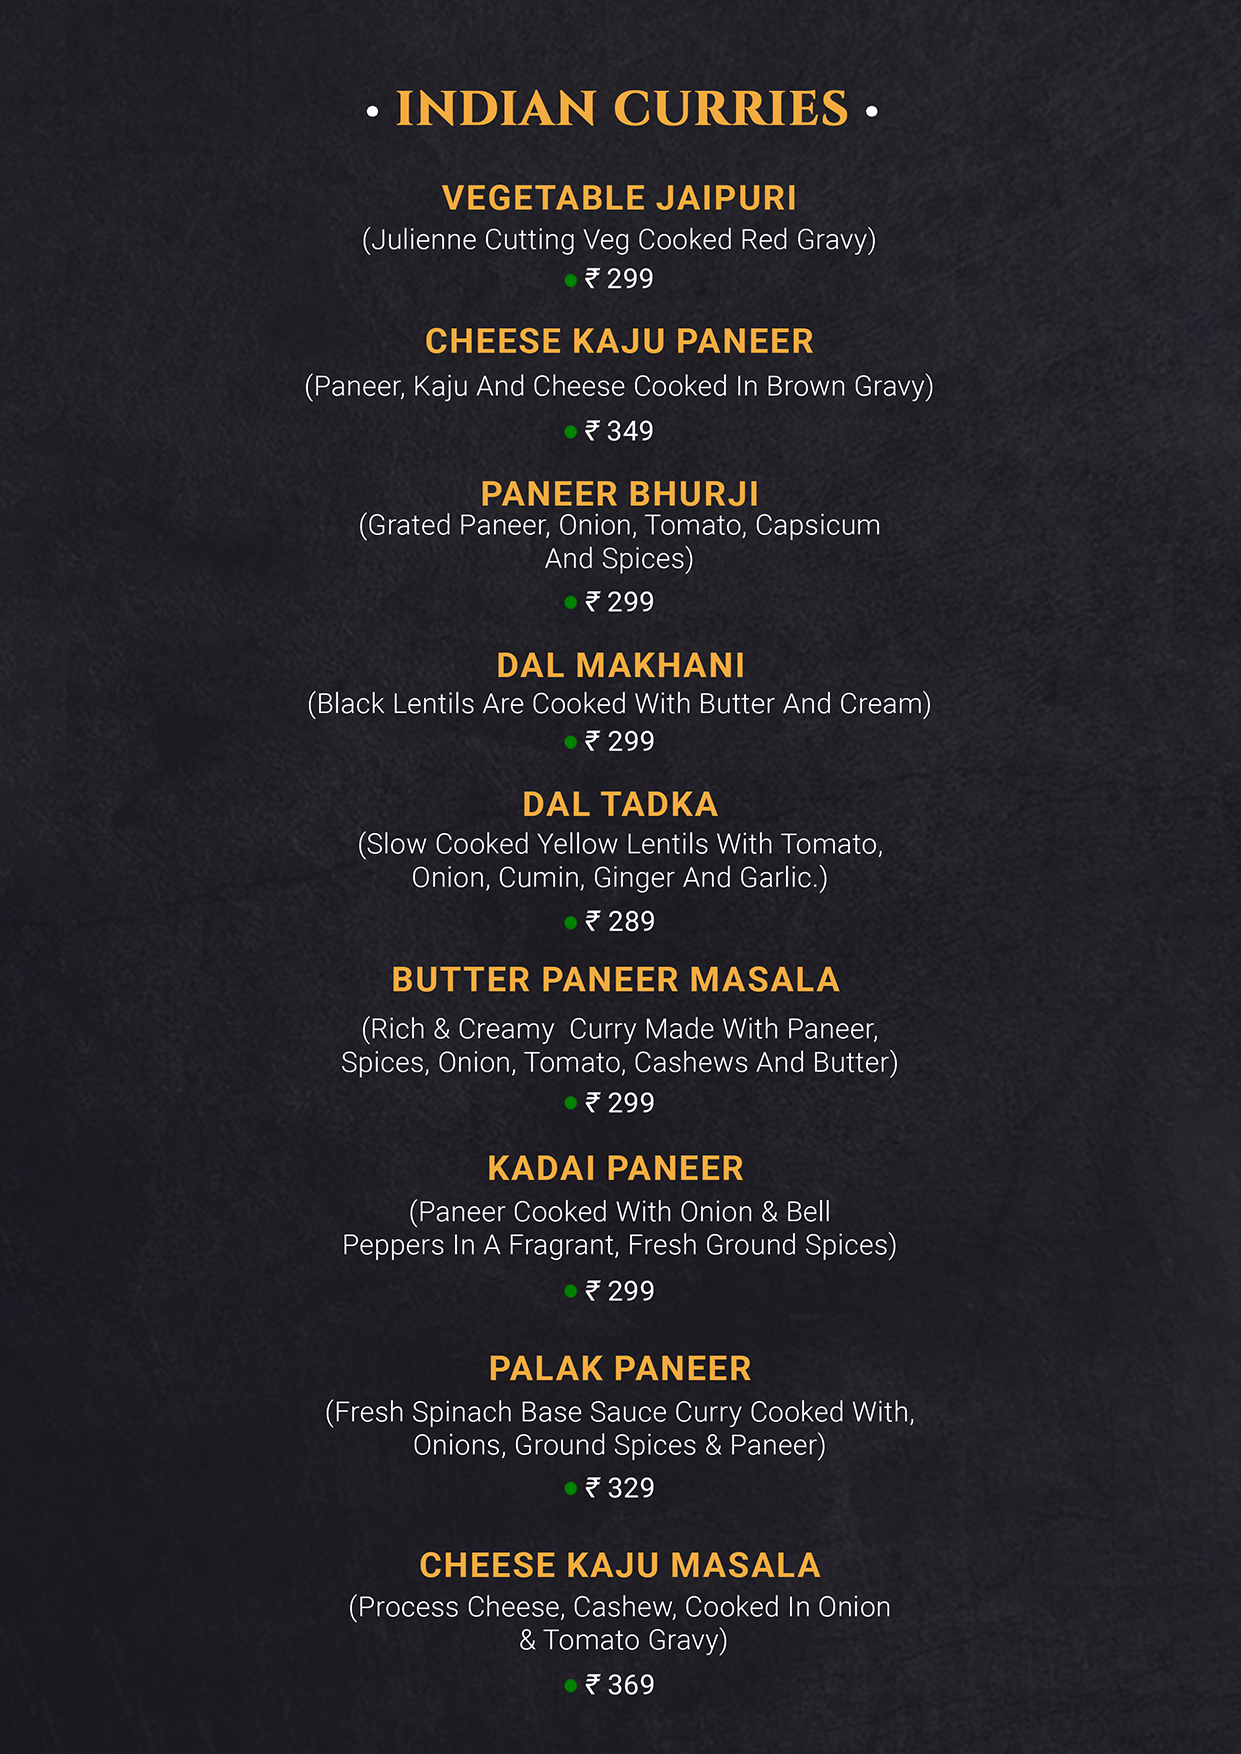 • INDIAN CURRIES •
VEGETABLE JAIPURI
(Julienne Cutting Veg Cooked Red Gravy)
₹ 299
CHEESE KAJU PANEER
(Paneer, Kaju And Cheese Cooked In Brown Gravy)
₹ 349
PANEER BHURJI
(Grated Paneer, Onion, Tomato, Capsicum
And Spices)
₹ 299
DAL MAKHANI
(Black Lentils Are Cooked With Butter And Cream)
₹ 299
DAL TADKA
(Slow Cooked Yellow Lentils With Tomato,
Onion, Cumin, Ginger And Garlic.)
₹ 289
BUTTER PANEER MASALA
(Rich & Creamy  Curry Made With Paneer,
Spices, Onion, Tomato, Cashews And Butter)
₹ 299
KADAI PANEER
(Paneer Cooked With Onion & Bell
Peppers In A Fragrant, Fresh Ground Spices)
₹ 299
PALAK PANEER
(Fresh Spinach Base Sauce Curry Cooked With,
Onions, Ground Spices & Paneer)
₹ 329
CHEESE KAJU MASALA
(Process Cheese, Cashew, Cooked In Onion
& Tomato Gravy)
₹ 369